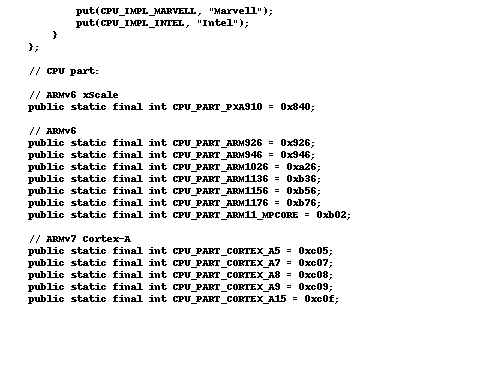 put(CPU_IMPL_MARVELL, "Marvell");
put(CPU_IMPL_INTEL, "Intel");
}
};
// CPU part:
// ARMv6 xScale
public static final int CPU_PART_PXA910 = 0x840;
// ARMv6
public static final int CPU_PART_ARM926 = 0x926;
public static final int CPU_PART_ARM946 = 0x946;
public static final int CPU_PART_ARM1026 = 0xa26;
public static final int CPU_PART_ARM1136 = 0xb36;
public static final int CPU_PART_ARM1156 = 0xb56;
public static final int CPU_PART_ARM1176 = 0xb76;
public static final int CPU_PART_ARM11_MPCORE = 0xb02;
// ARMv7 Cortex-A
public static final int CPU_PART_CORTEX_A5 = 0xc05;
public static final int CPU_PART_CORTEX_A7 = 0xc07;
public static final int CPU_PART_CORTEX_A8 = 0xc08;
public static final int CPU_PART_CORTEX_A9 = 0xc09;
public static final int CPU_PART_CORTEX_A15 = 0xc0f;